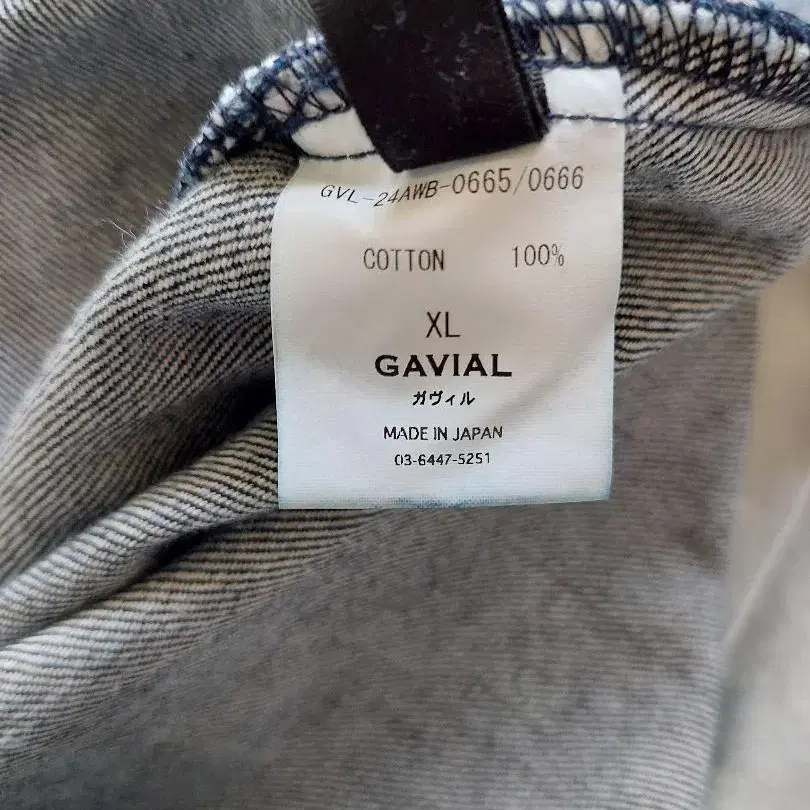 GVL-24AWB-0665/0666
COTTON 100%
XL
GAVIAL
ガヴィル
MADE IN JAPAN
03-6447-5251